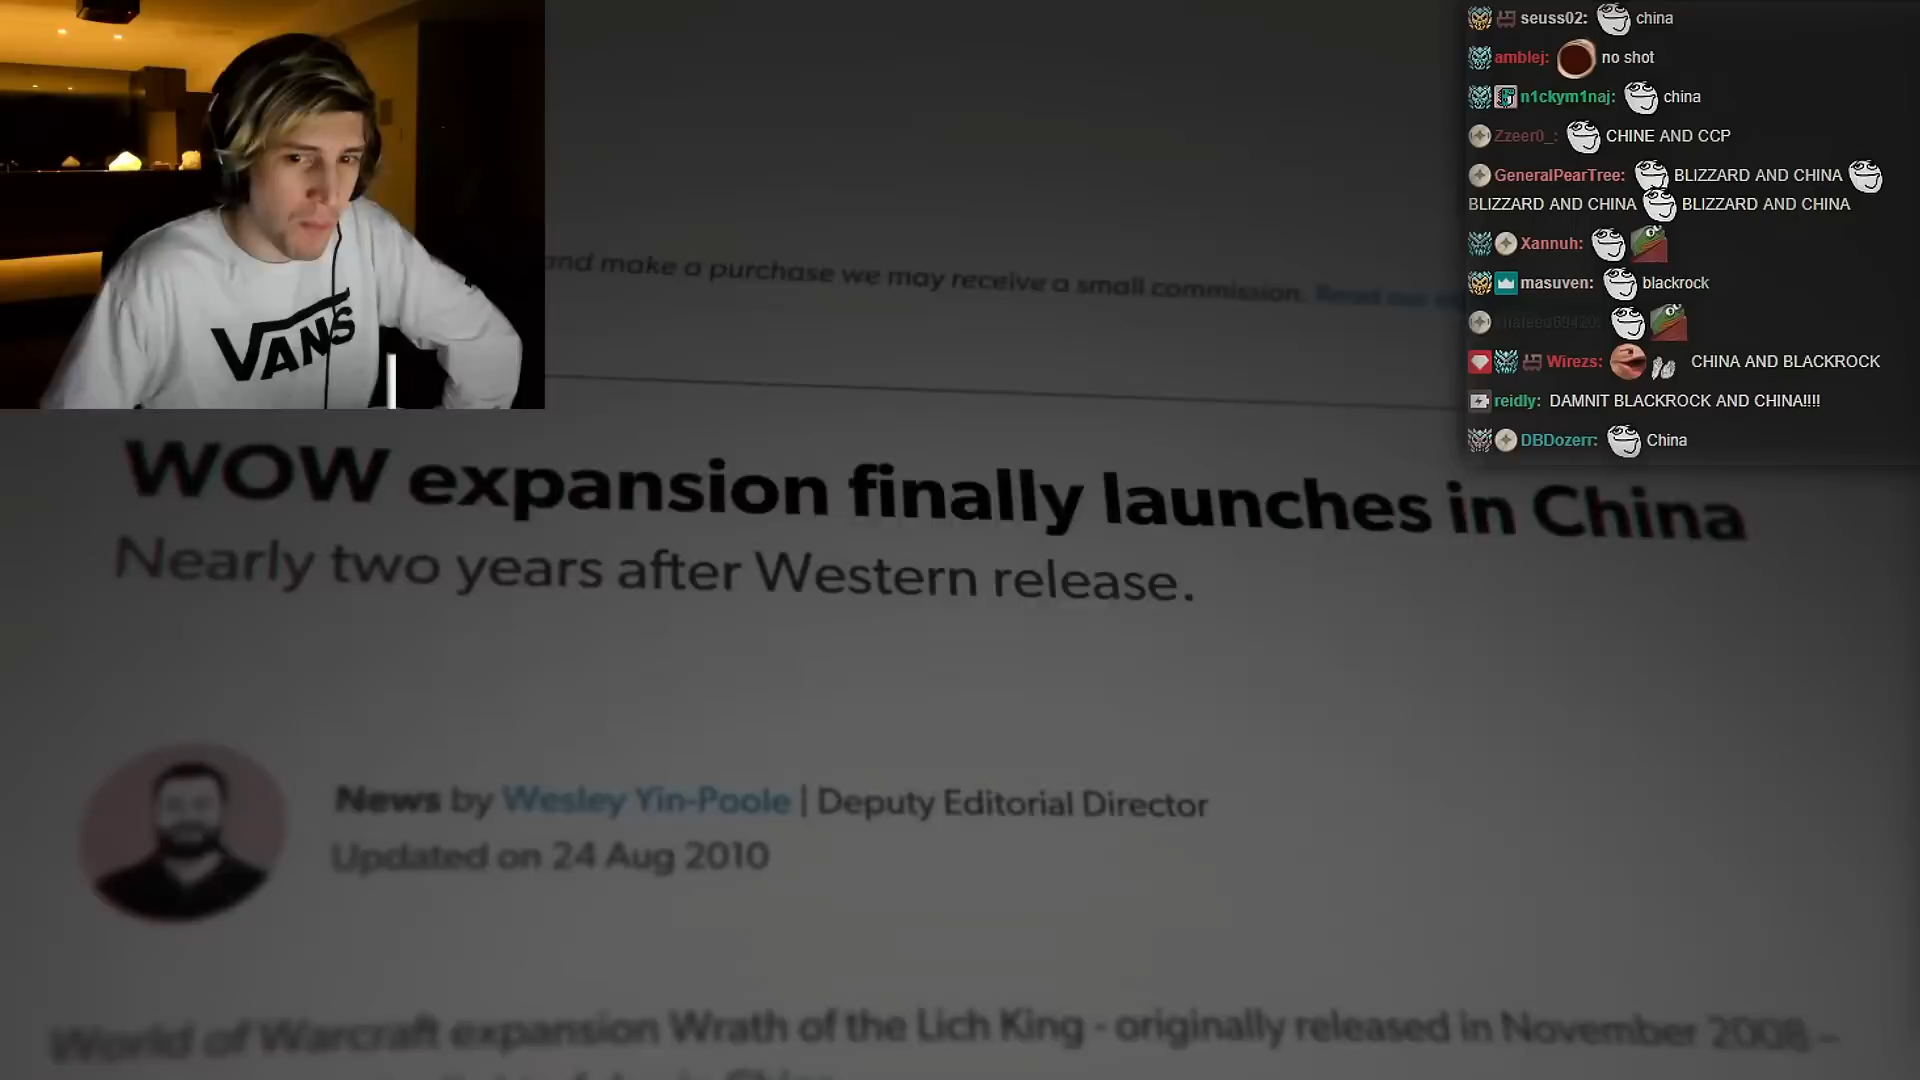 VANS
seuss02: china
amblej: no shot
n1ckym1naj: china
Zzeer0_: CHINE AND CCP
GeneralPearTree: BLIZZARD AND CHINA
BLIZZARD AND CHINA BLIZZARD AND CHINA
Xannuh:
masuven: blackrock
Wirezs: CHINA AND BLACKROCK
reidly: DAMNIT BLACKROCK AND CHINA!!!!
DBDozerr: China
and make a purchase we may receive a small commission. Read our
WOW expansion finally launches in China
Nearly two years after Western release.
News by Wesley Yin-Poole | Deputy Editorial Director
Updated on 24 Aug 2010
World of Warcraft expansion Wrath of the Lich King - originally released in November 2008 –